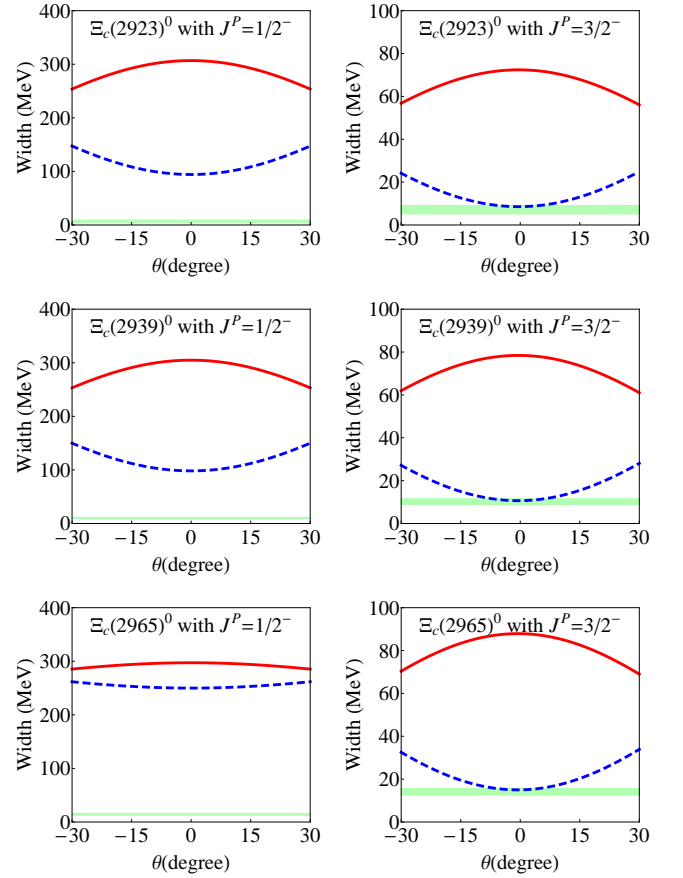 Ξc(2923)⁰ with Jᴾ=1/2⁻
Width (MeV)
400
300
200
100
0
−30 −15 0 15 30
θ(degree)
Ξc(2923)⁰ with Jᴾ=3/2⁻
Width (MeV)
100
80
60
40
20
0
−30 −15 0 15 30
θ(degree)
Ξc(2939)⁰ with Jᴾ=1/2⁻
Width (MeV)
400
300
200
100
0
−30 −15 0 15 30
θ(degree)
Ξc(2939)⁰ with Jᴾ=3/2⁻
Width (MeV)
100
80
60
40
20
0
−30 −15 0 15 30
θ(degree)
Ξc(2965)⁰ with Jᴾ=1/2⁻
Width (MeV)
400
300
200
100
0
−30 −15 0 15 30
θ(degree)
Ξc(2965)⁰ with Jᴾ=3/2⁻
Width (MeV)
100
80
60
40
20
0
−30 −15 0 15 30
θ(degree)